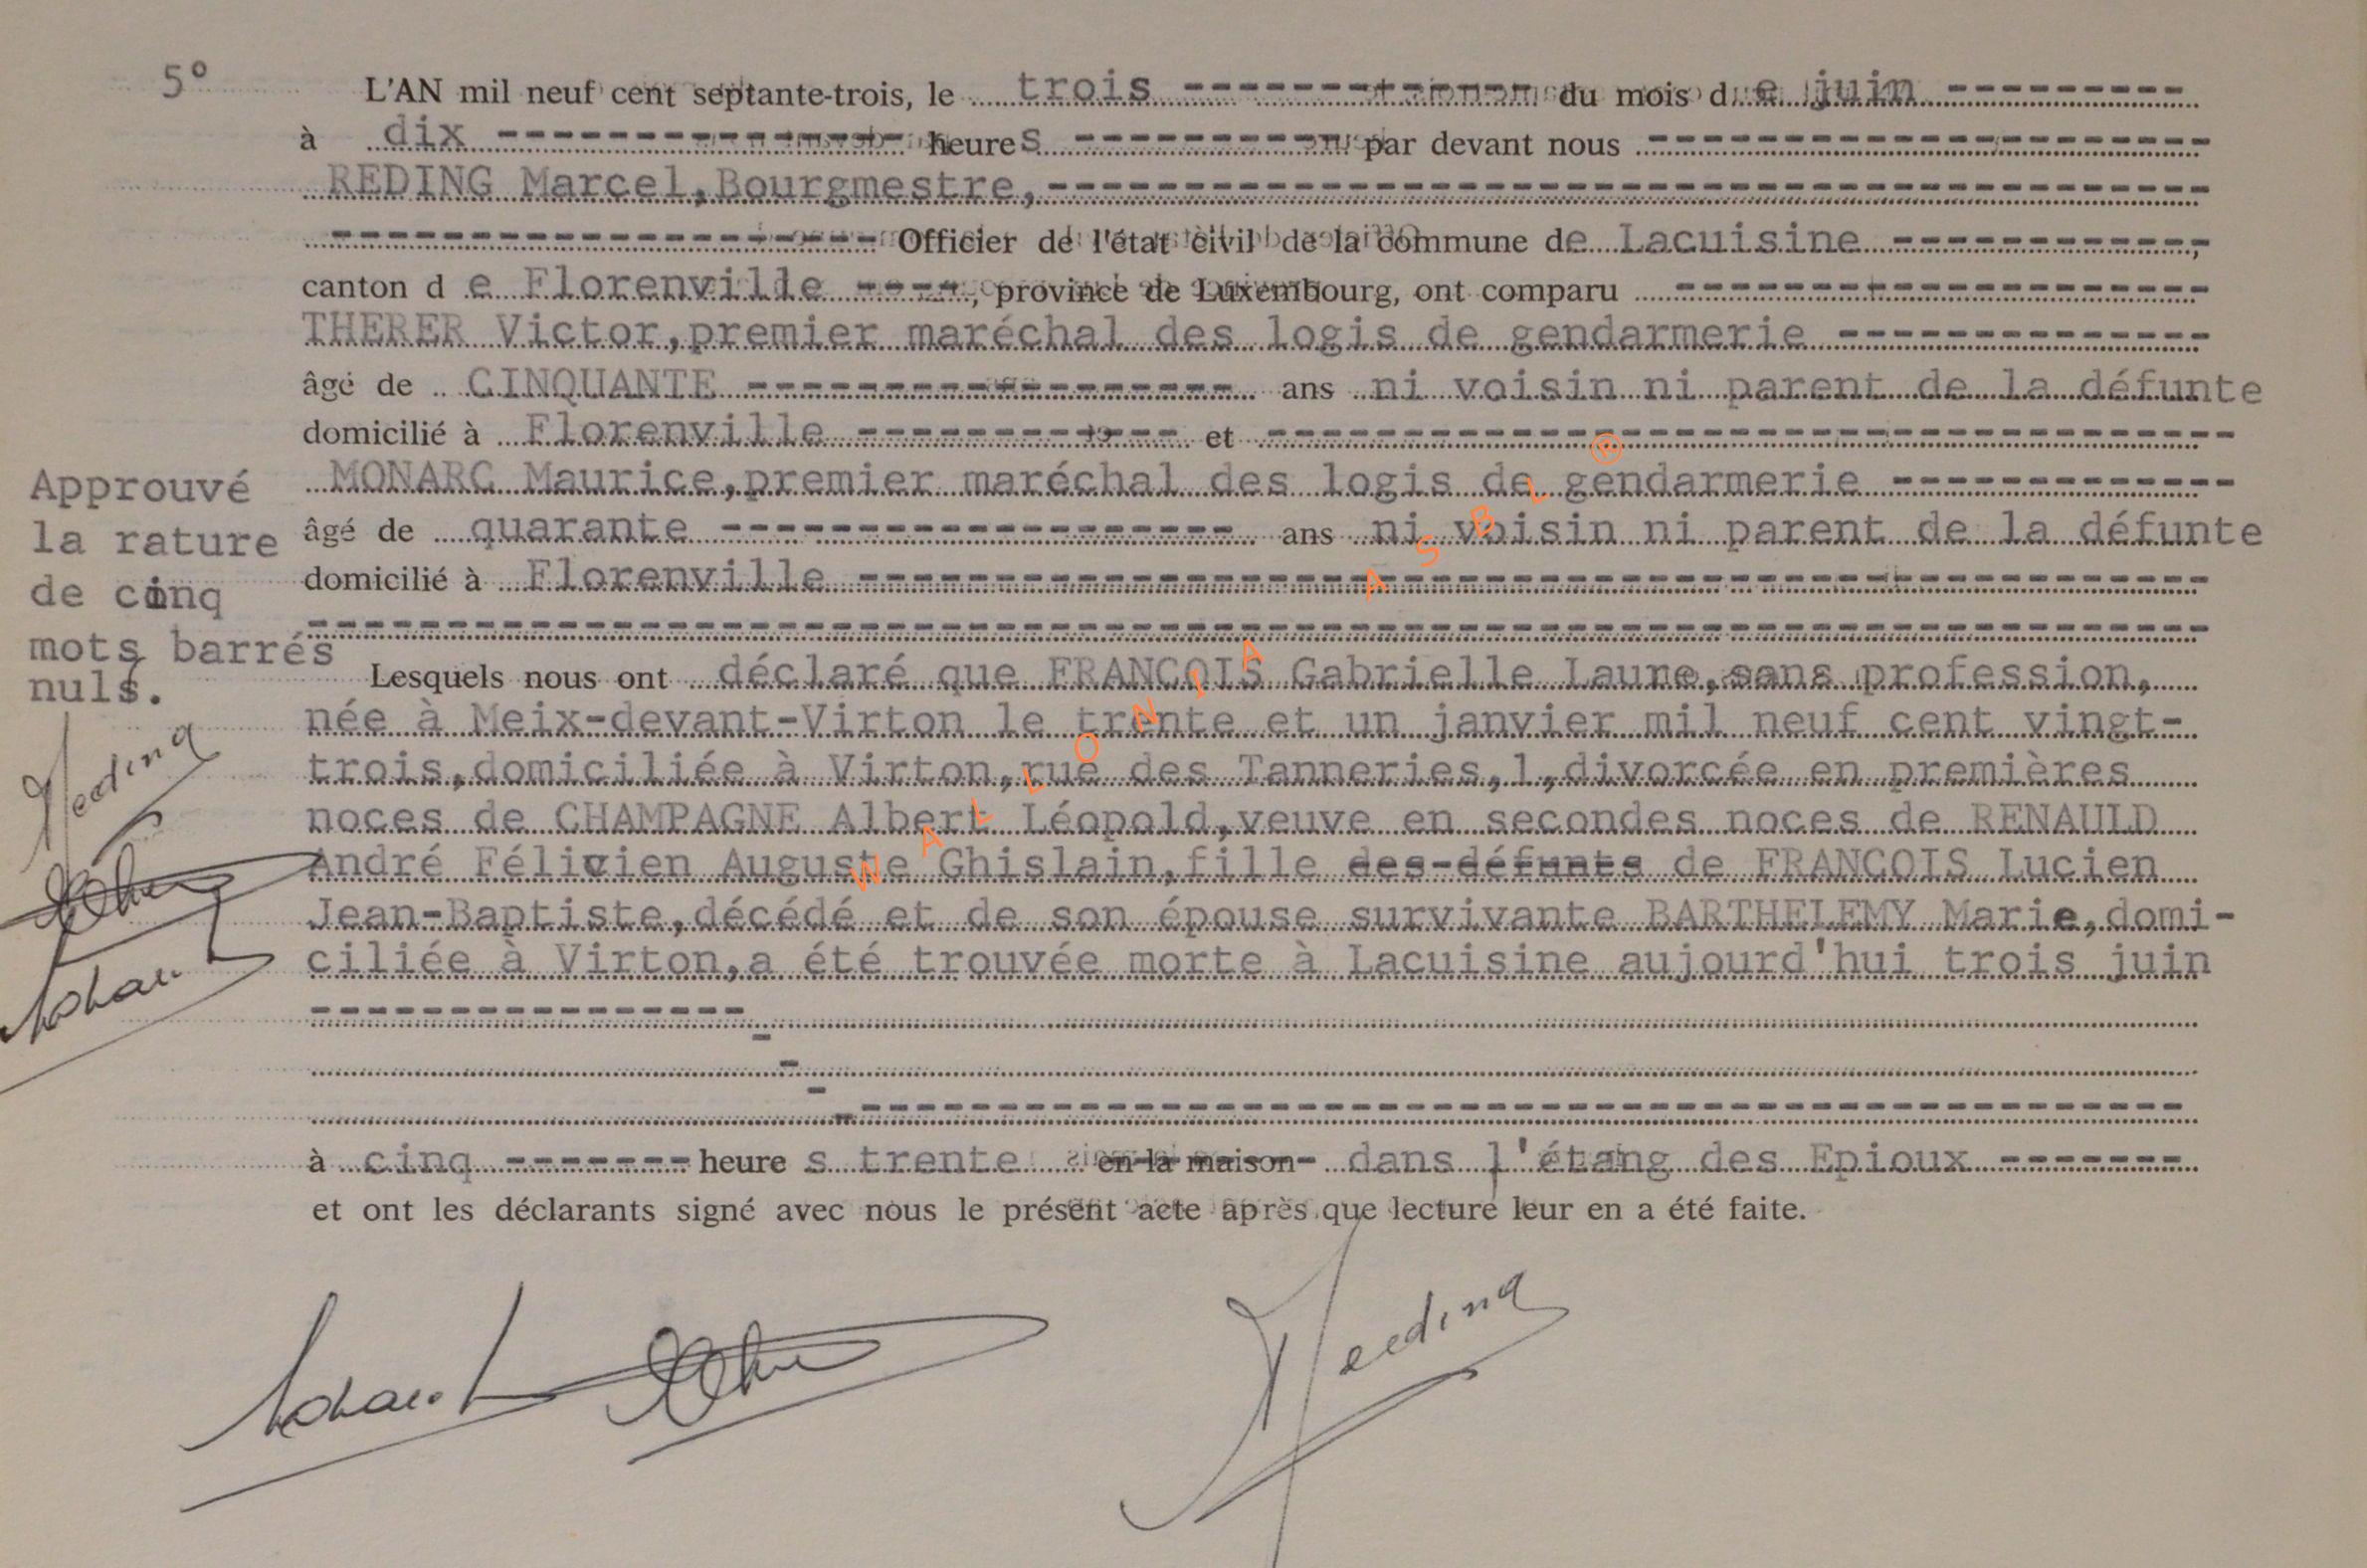 5°
L'AN mil neuf cent septante-trois, le trois ---------- du mois de juin ---------
à dix --------------- heures ---------- par devant nous --------------------
REDING Marcel, Bourgmestre, ------------------------------------------
-------------------- Officier de l'état civil de la commune de Lacuisine -----------,
canton de Florenville ----, province de Luxembourg, ont comparu --------------------
THERER Victor,premier maréchal des logis de gendarmerie --------------
âgé de CINQUANTE ------------------ ans ni voisin ni parent de la défunte
domicilié à Florenville ------------ et ------------------------------------
MONARC Maurice,premier maréchal des logis de gendarmerie -------------
âgé de quarante ------------------- ans ni voisin ni parent de la défunte
domicilié à Florenville --------------------------------------------------
----------------------------------------------------------------------
Approuvé
la rature
de cinq
mots barrés
nuls.
Lesquels nous ont déclaré que FRANCOIS Gabrielle Laure,sans profession,
née à Meix-devant-Virton le trente et un janvier mil neuf cent vingt-
trois,domiciliée à Virton,rue des Tanneries,1,divorcée en premières
noces de CHAMPAGNE Albert Léopold,veuve en secondes noces de RENAULD
André Félicien Auguste Ghislain,fille des-défunts de FRANCOIS Lucien
Jean-Baptiste,décédé et de son épouse survivante BARTHELEMY Marie,domi-
ciliée à Virton,a été trouvée morte à Lacuisine aujourd'hui trois juin
----------------
à cinq ------- heures trente en la maison- dans l'étang des Epioux -------
et ont les déclarants signé avec nous le présent acte après que lecture leur en a été faite.
Reding
WALLONIA ASBL ®